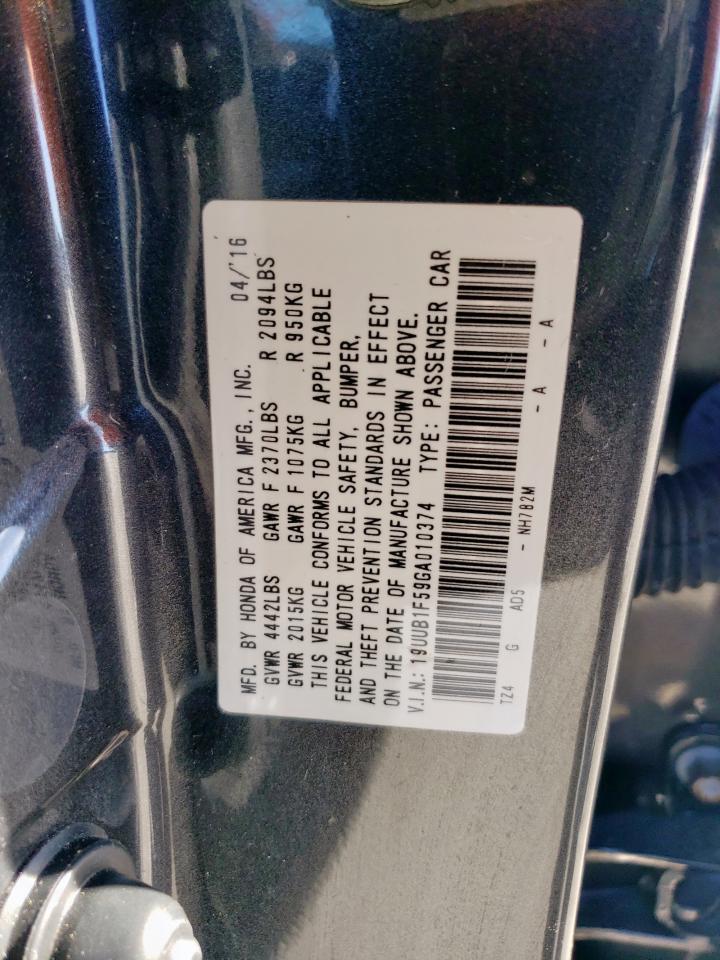 MFD. BY HONDA OF AMERICA MFG., INC. 04/'16
GVWR 4442LBS GAWR F 2370LBS R 2094LBS
GVWR 2015KG GAWR F 1075KG R 950KG
THIS VEHICLE CONFORMS TO ALL APPLICABLE
FEDERAL MOTOR VEHICLE SAFETY, BUMPER,
AND THEFT PREVENTION STANDARDS IN EFFECT
ON THE DATE OF MANUFACTURE SHOWN ABOVE.
V.I.N.: 19UUB1F59GA010374 TYPE: PASSENGER CAR
TZ4 G AD5 - NH782M - A - A